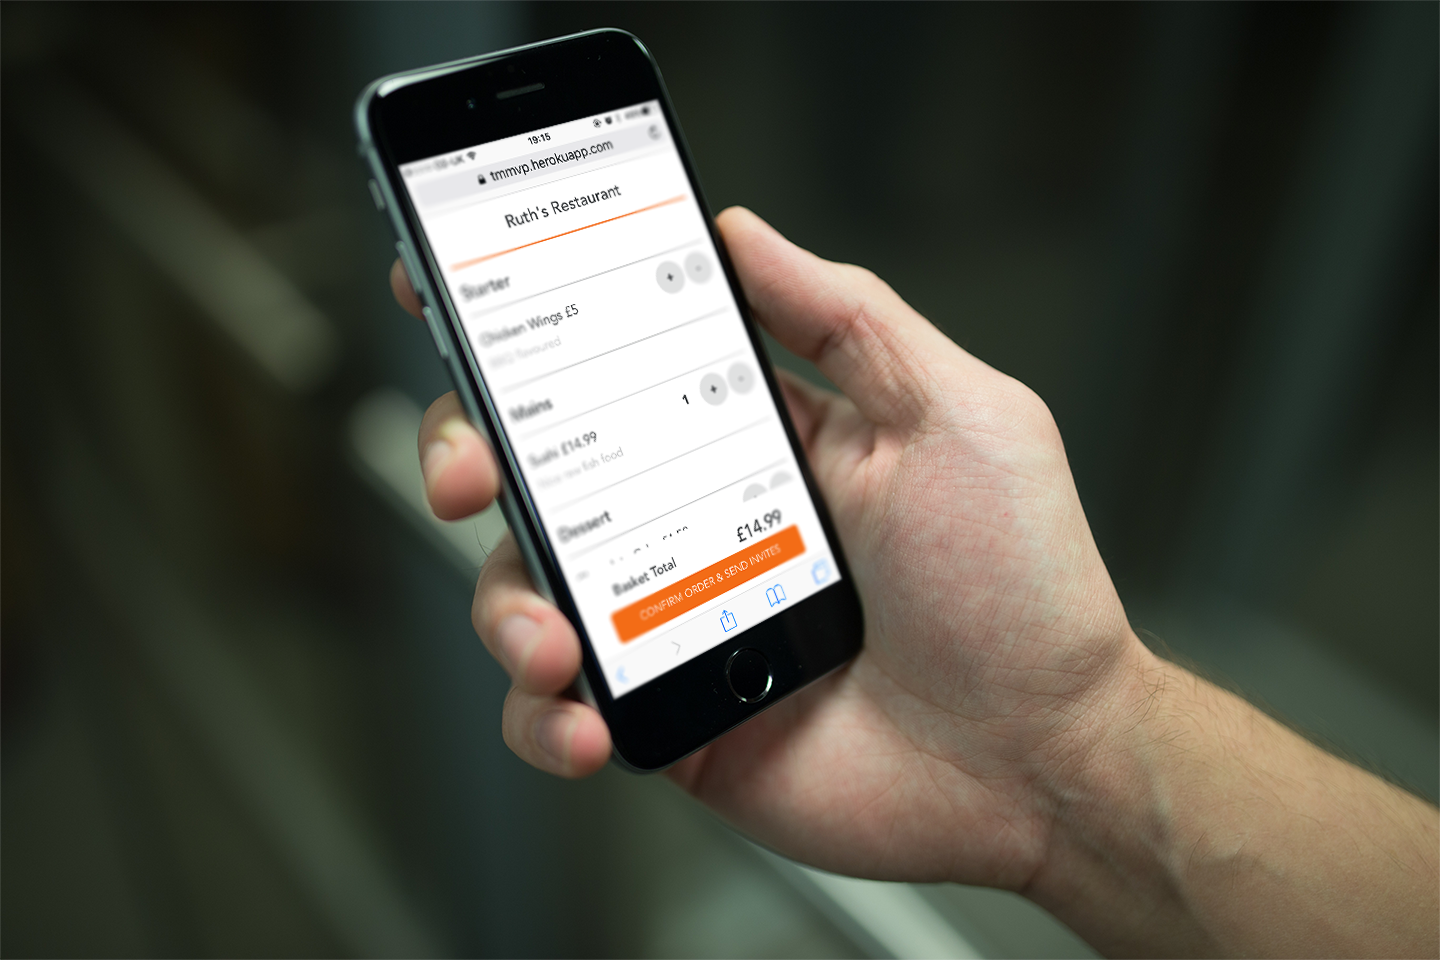 19:15
tmmvp.herokuapp.com
Ruth's Restaurant
Starter
+ -
Chicken Wings £5
BBQ flavoured
Mains
1 + -
Sushi £14.99
Nice raw fish food
Dessert
Basket Total £14.99
CONFIRM ORDER & SEND INVITES